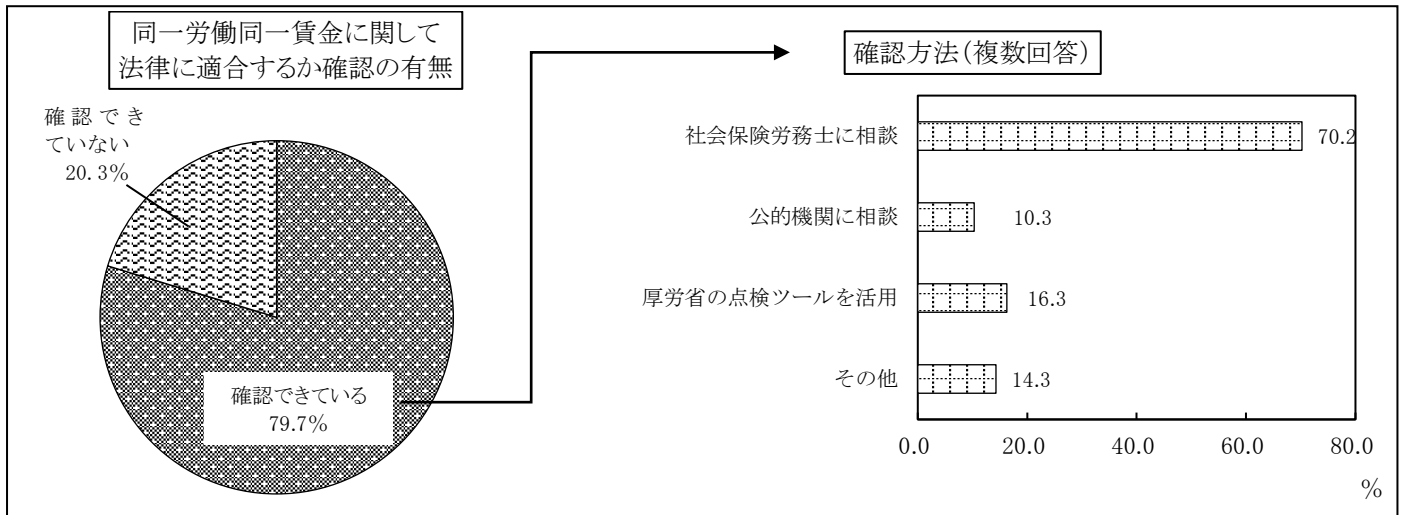 同一労働同一賃金に関して
法律に適合するか確認の有無
確認でき
ていない
20.3%
確認できている
79.7%
確認方法(複数回答)
社会保険労務士に相談
70.2
公的機関に相談
10.3
厚労省の点検ツールを活用
16.3
その他
14.3
0.0 20.0 40.0 60.0 80.0
%